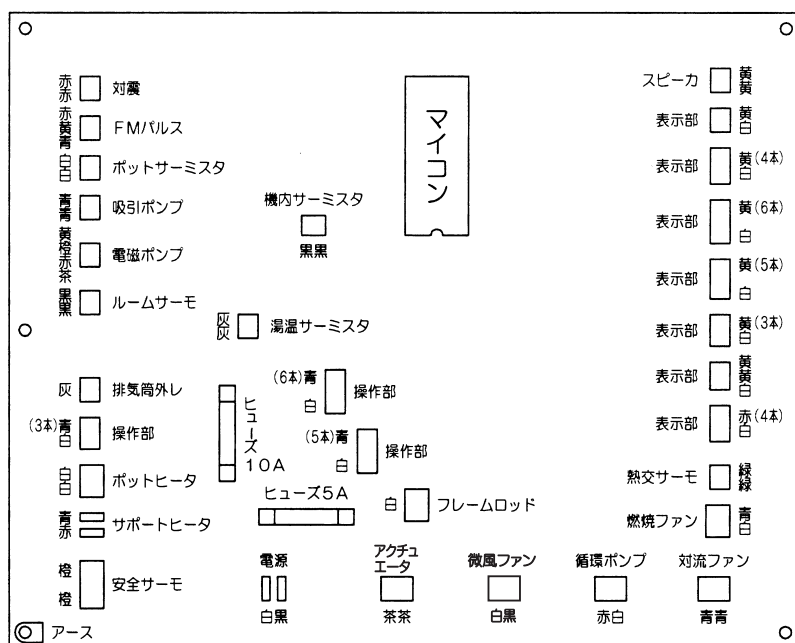 赤赤 対震
赤黄青 FMパルス
白白 ポットサーミスタ
青青 吸引ポンプ
黄橙赤茶 電磁ポンプ
黒黒 ルームサーモ
灰 排気筒外レ
(3本)青白 操作部
白白 ポットヒータ
青赤 サポートヒータ
橙橙 安全サーモ
アース
マイコン
機内サーミスタ
黒黒
灰灰 湯温サーミスタ
ヒューズ10A
(6本)青白 操作部
(5本)青白 操作部
ヒューズ5A
白 フレームロッド
スピーカ 黄黄
表示部 黄白
表示部 黄(4本)白
表示部 黄(6本)白
表示部 黄(5本)白
表示部 黄(3本)白
表示部 黄黄白
表示部 赤(4本)白
熱交サーモ 緑緑
燃焼ファン 青白
電源
白黒
アクチュ
エータ
茶茶
微風ファン
白黒
循環ポンプ
赤白
対流ファン
青青